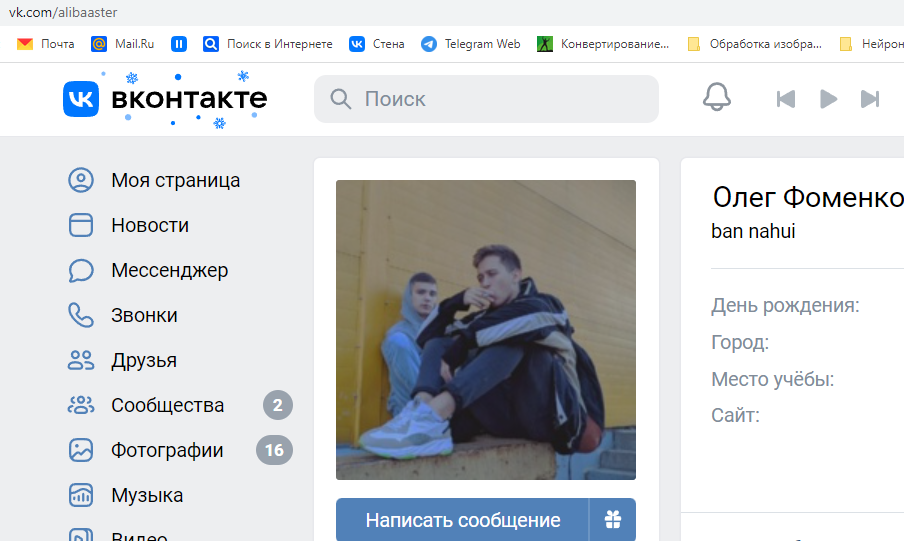 vk.com/alibaaster
Почта Mail.Ru Поиск в Интернете Стена Telegram Web Конвертирование... Обработка изобра... Нейрон
вконтакте Поиск
Моя страница
Новости
Мессенджер
Звонки
Друзья
Сообщества 2
Фотографии 16
Музыка
Видео
Написать сообщение
Олег Фоменко
ban nahui
День рождения:
Город:
Место учёбы:
Сайт: